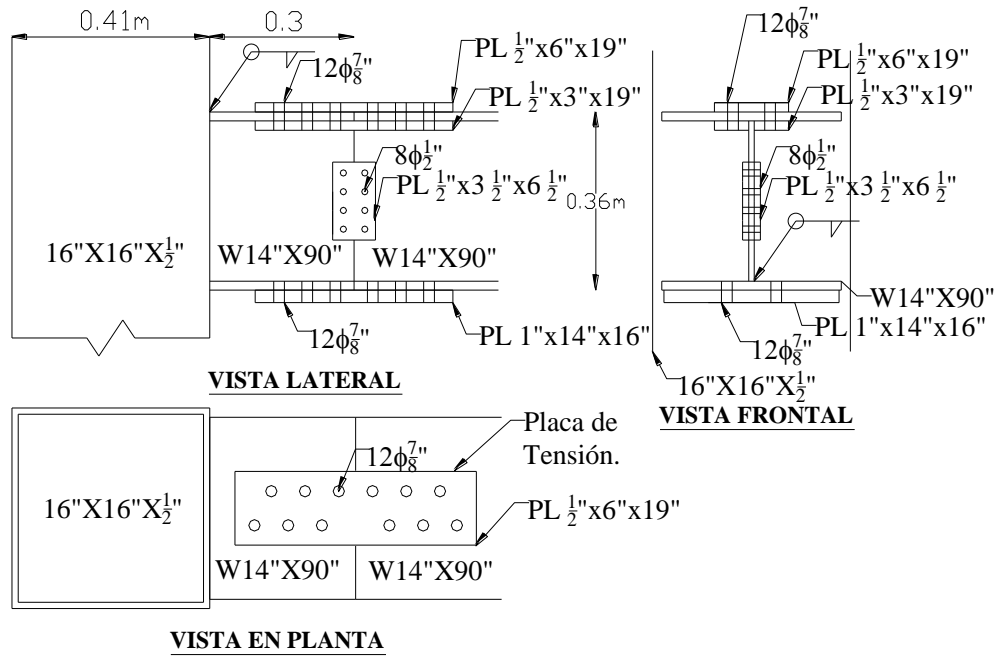 0.41m
0.3
12ϕ7/8"
PL 1/2"x6"x19"
PL 1/2"x3"x19"
8ϕ1/2"
PL 1/2"x3 1/2"x6 1/2"
0.36m
16"X16"X1/2"
W14"X90"
W14"X90"
12ϕ7/8"
PL 1"x14"x16"
VISTA LATERAL
12ϕ7/8"
PL 1/2"x6"x19"
PL 1/2"x3"x19"
8ϕ1/2"
PL 1/2"x3 1/2"x6 1/2"
W14"X90"
PL 1"x14"x16"
12ϕ7/8"
16"X16"X1/2"
VISTA FRONTAL
Placa de
Tensión.
12ϕ7/8"
16"X16"X1/2"
PL 1/2"x6"x19"
W14"X90"
W14"X90"
VISTA EN PLANTA